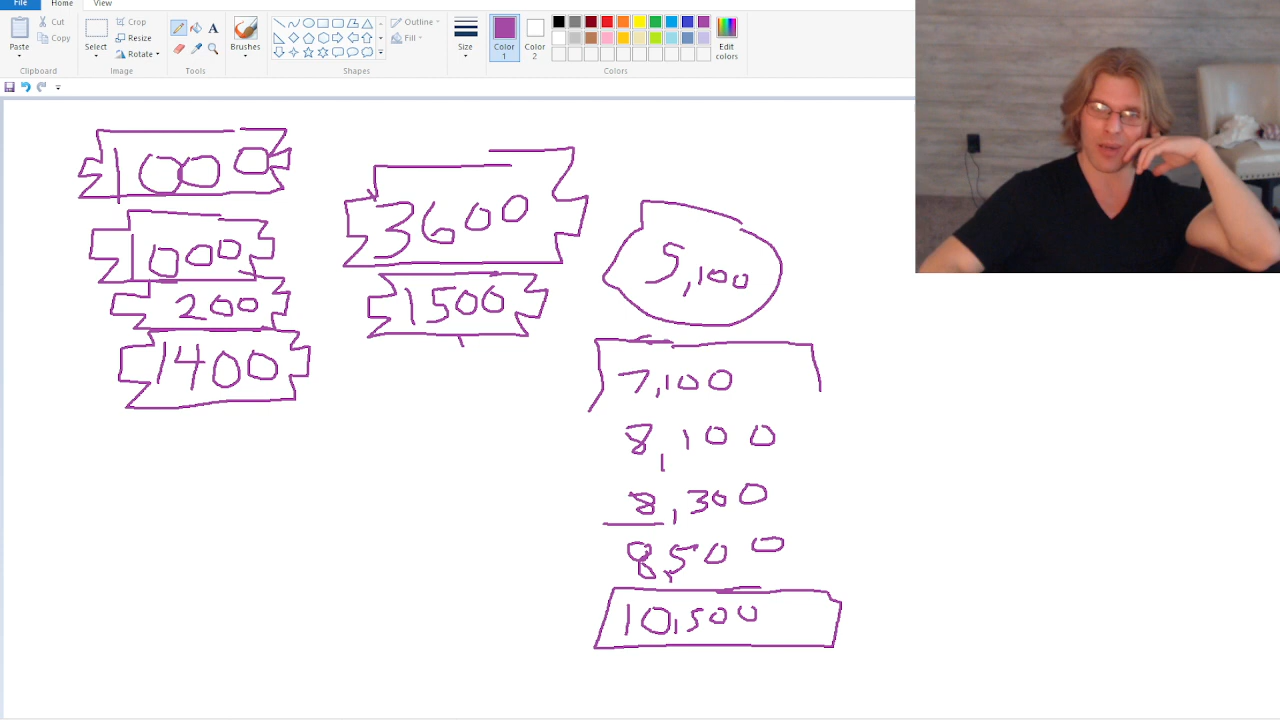 File
Home
View
Paste
Cut
Copy
Clipboard
Select
Crop
Resize
Rotate
Image
Tools
Brushes
Shapes
Outline
Fill
Size
Color 1
Color 2
Edit colors
Colors
1000
1000
200
1400
3600
1500
5,100
7,100
8,100
8,300
8,500
10,500